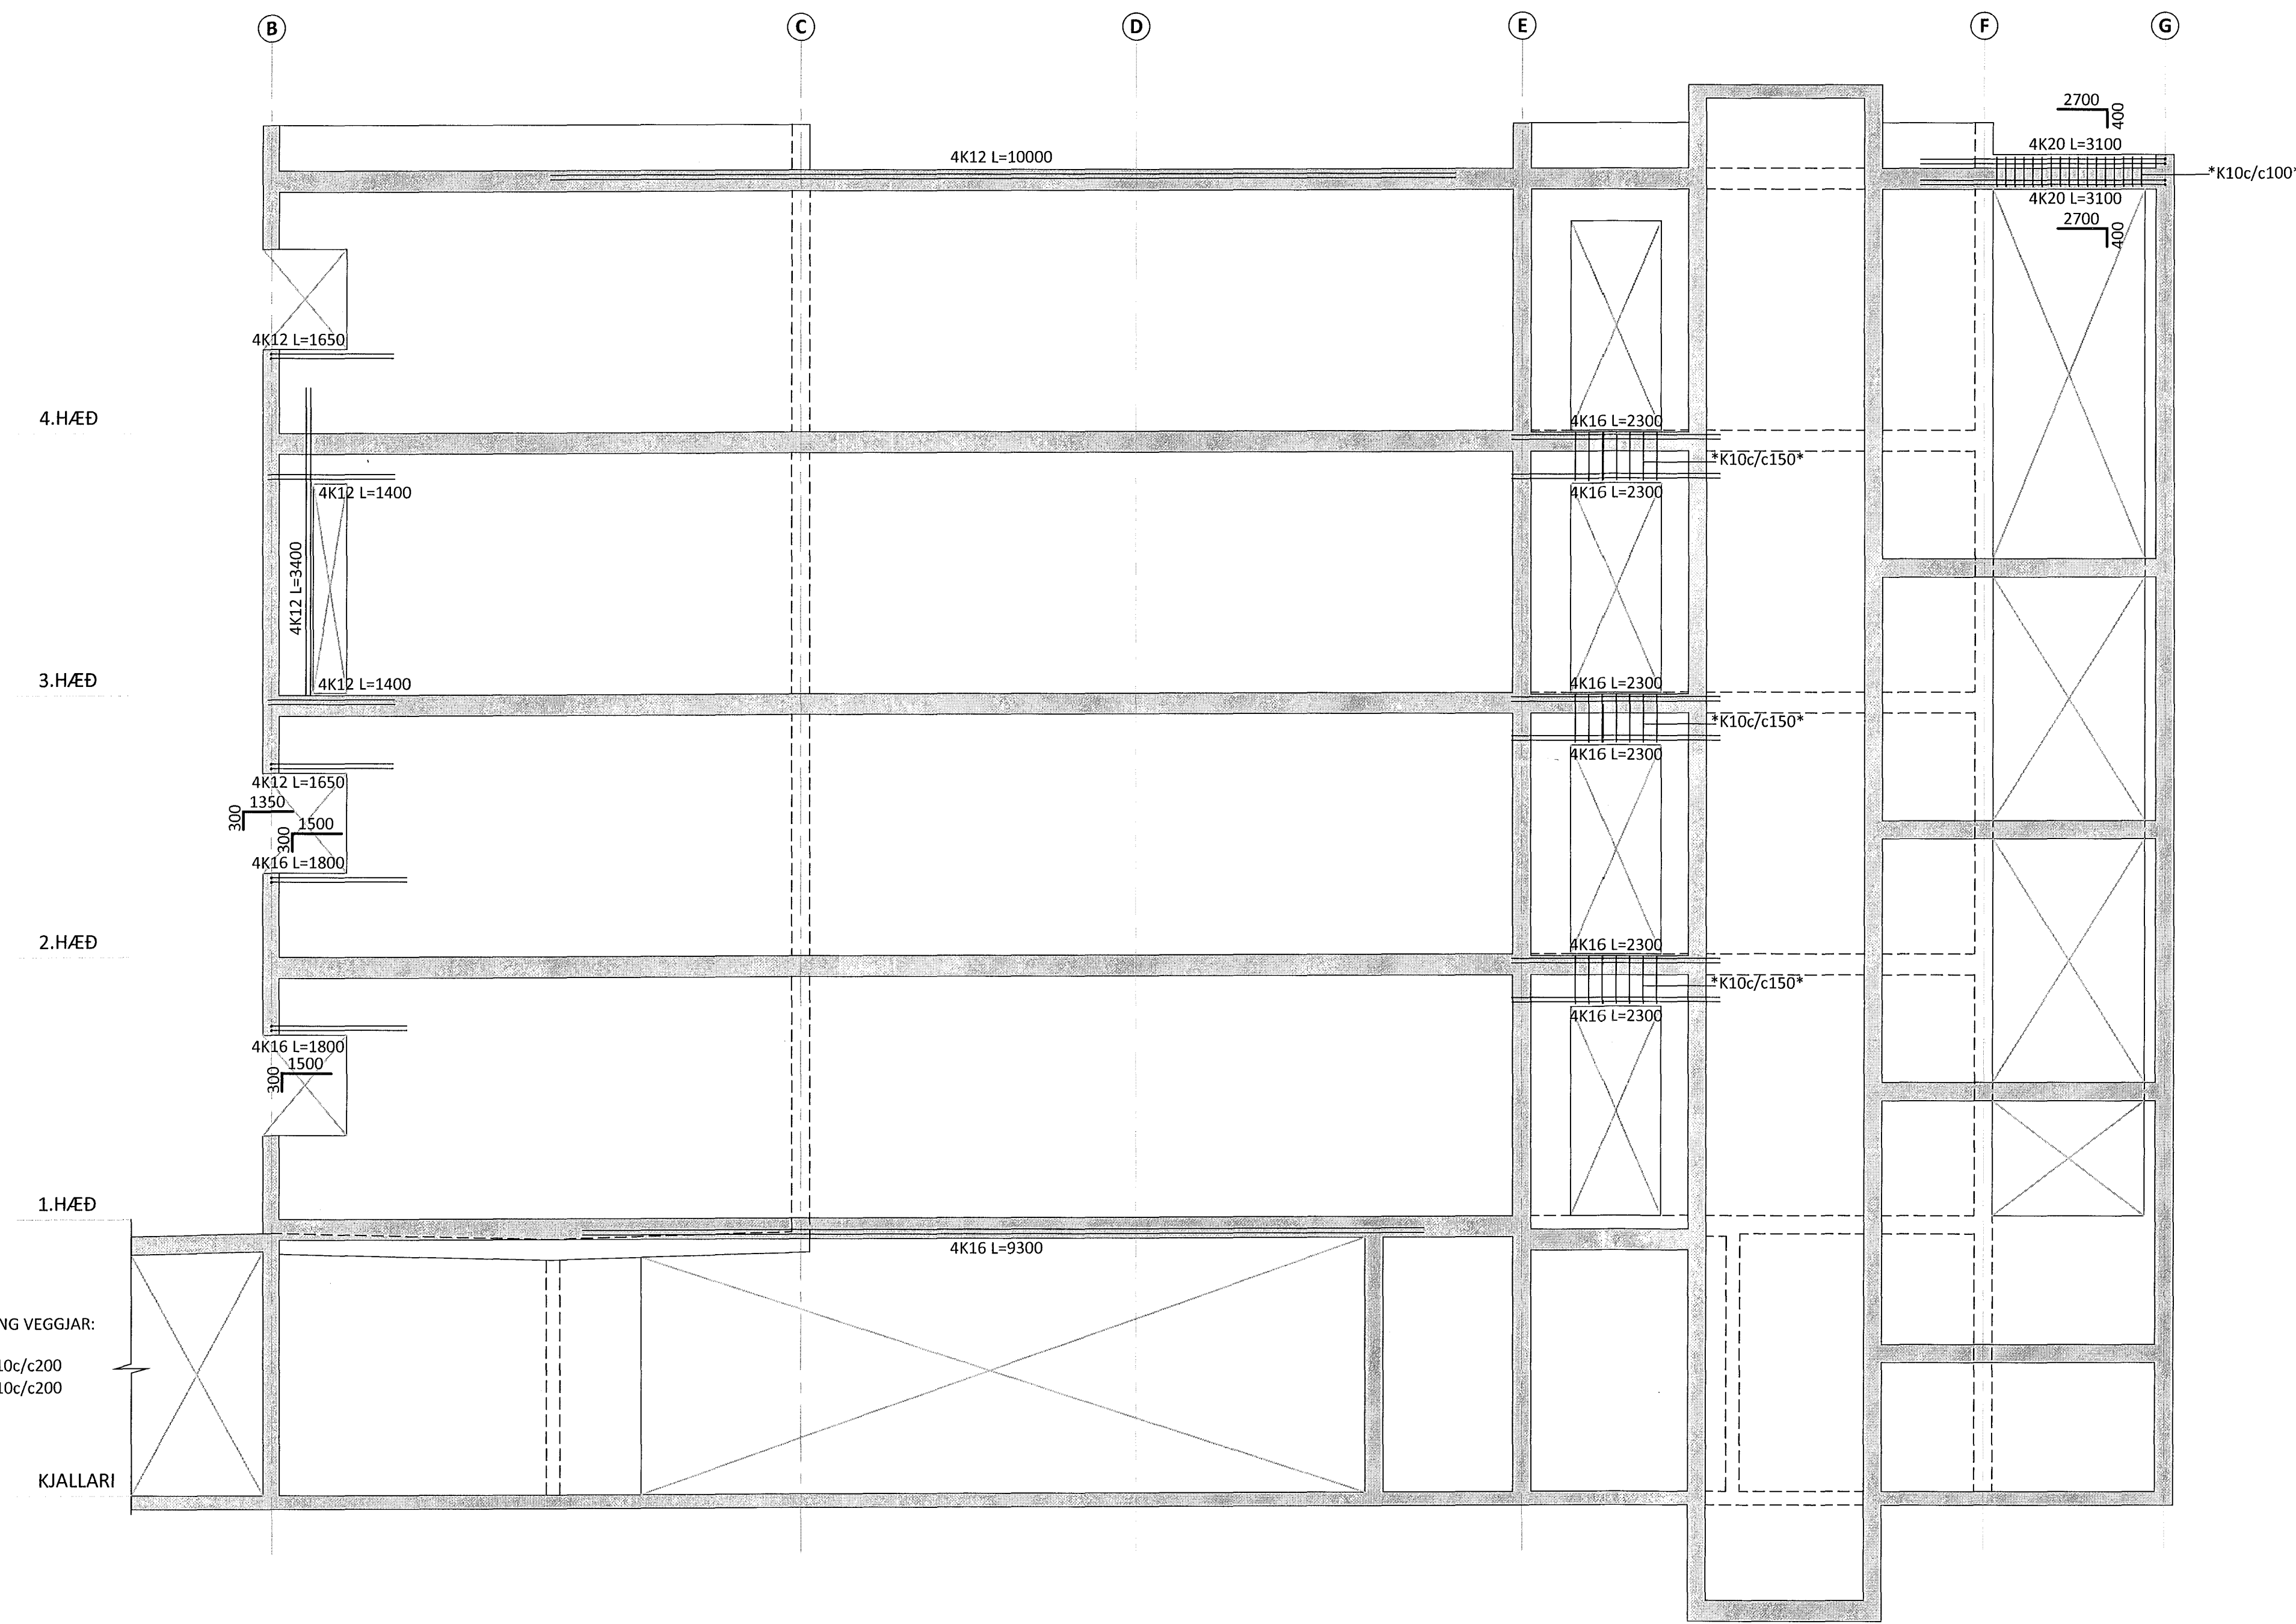 B C D E F G
2700
400
4K20 L=3100
4K12 L=10000
*K10c/c100*
4K20 L=3100
2700
400
4K12 L=1650
4.HÆÐ
4K16 L=2300
*K10c/c150*
4K12 L=1400
4K16 L=2300
4K12 L=3400
3.HÆÐ
4K12 L=1400
4K16 L=2300
*K10c/c150*
4K16 L=2300
4K12 L=1650
1350
300
1500
300
4K16 L=1800
2.HÆÐ
4K16 L=2300
*K10c/c150*
4K16 L=2300
4K16 L=1800
1500
300
1.HÆÐ
4K16 L=9300
NG VEGGJAR:
10c/c200
10c/c200
KJALLARI